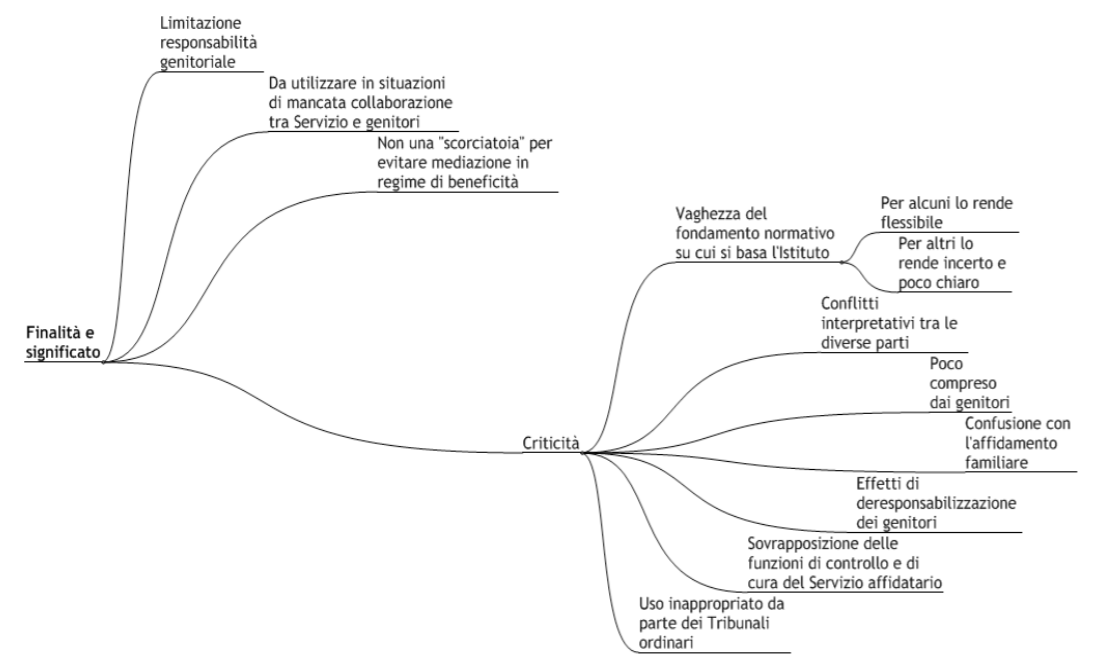 Limitazione
responsabilità
genitoriale
Da utilizzare in situazioni
di mancata collaborazione
tra Servizio e genitori
Non una "scorciatoia" per
evitare mediazione in
regime di beneficità
Finalità e
significato
Criticità
Vaghezza del
fondamento normativo
su cui si basa l'Istituto
Per alcuni lo rende
flessibile
Per altri lo
rende incerto e
poco chiaro
Conflitti
interpretativi tra le
diverse parti
Poco
compreso
dai genitori
Confusione con
l'affidamento
familiare
Effetti di
deresponsabilizzazione
dei genitori
Sovrapposizione delle
funzioni di controllo e di
cura del Servizio affidatario
Uso inappropriato da
parte dei Tribunali
ordinari